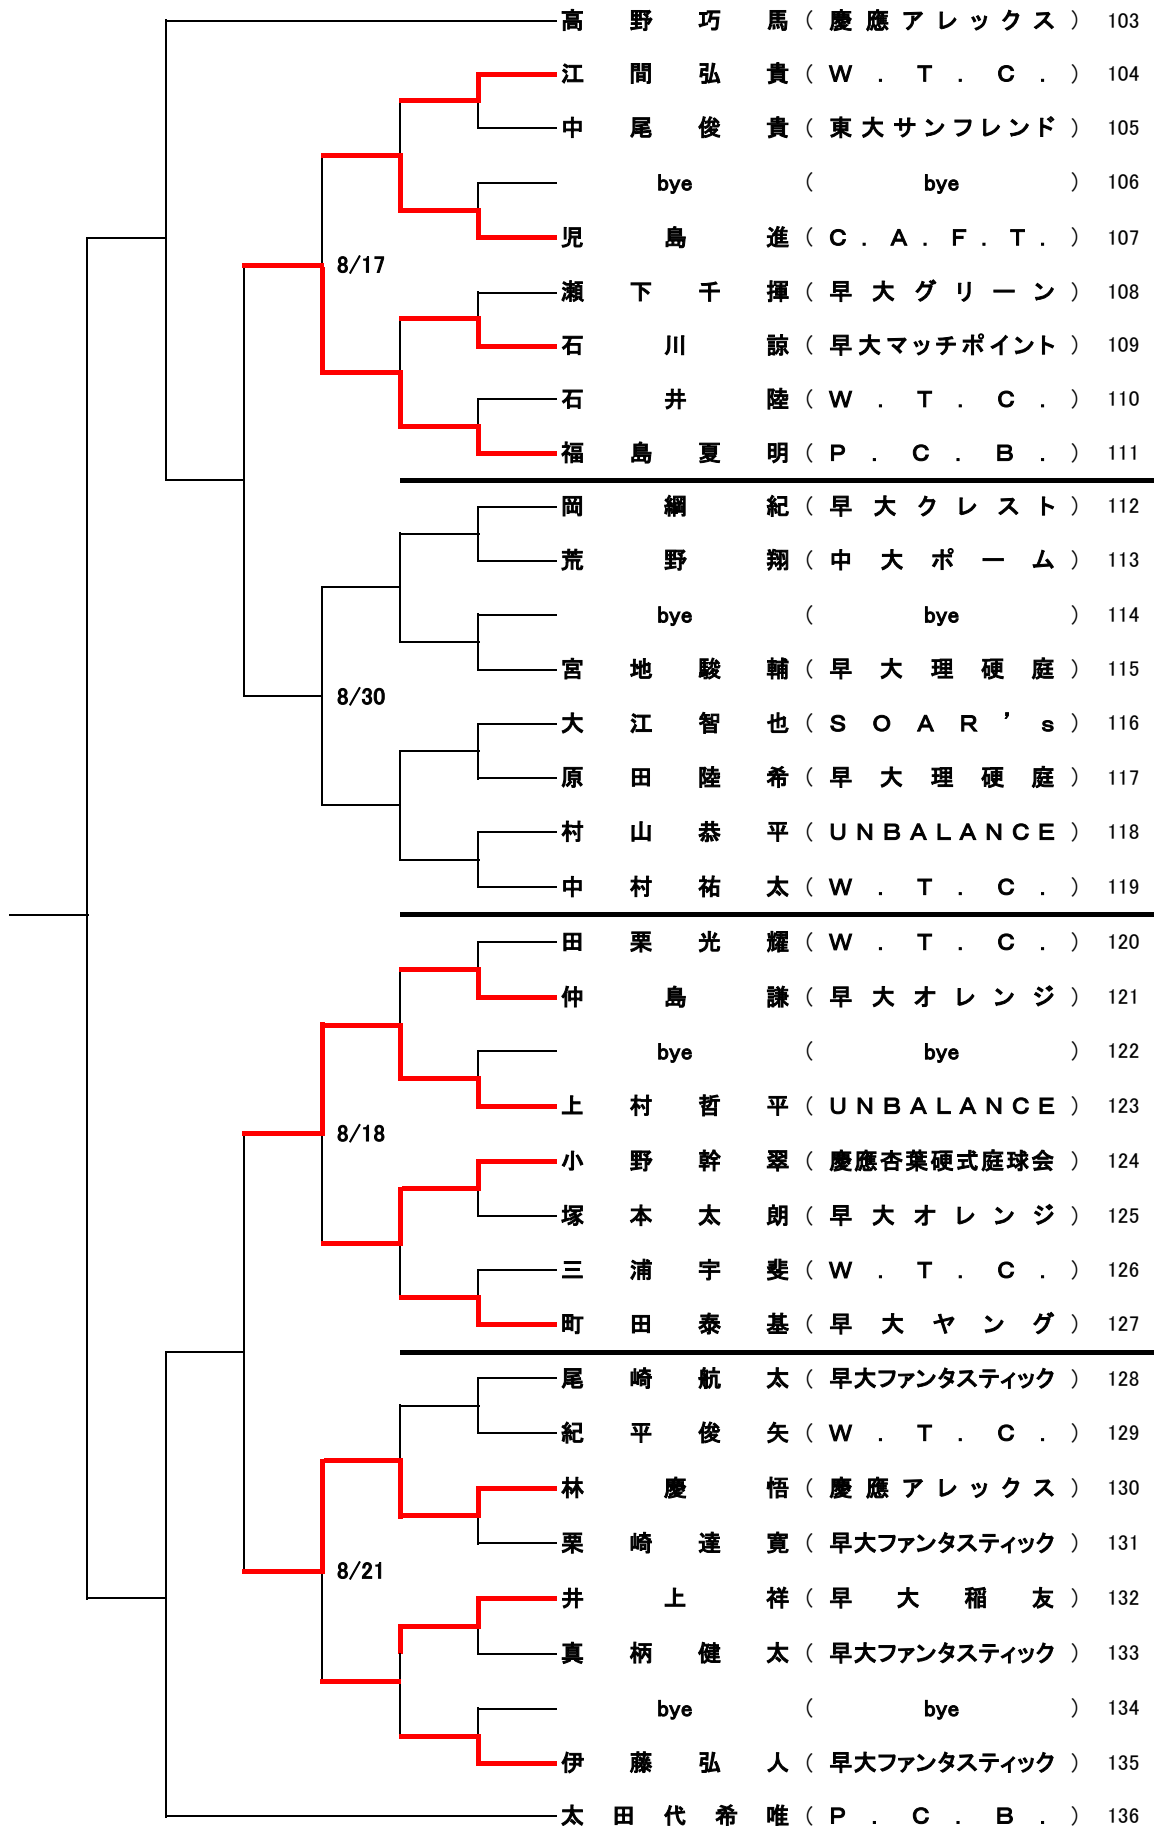 高野巧馬（慶應アレックス）103
江間弘貴（W.T.C.）104
中尾俊貴（東大サンフレンド）105
bye（bye）106
児島進（C.A.F.T.）107
8/17
瀬下千揮（早大グリーン）108
石川諒（早大マッチポイント）109
石井陸（W.T.C.）110
福島夏明（P.C.B.）111
岡綱紀（早大クレスト）112
荒野翔（中大ポーム）113
bye（bye）114
宮地駿輔（早大理硬庭）115
8/30
大江智也（SOAR's）116
原田陸希（早大理硬庭）117
村山恭平（UNBALANCE）118
中村祐太（W.T.C.）119
田栗光耀（W.T.C.）120
仲島謙（早大オレンジ）121
bye（bye）122
上村哲平（UNBALANCE）123
8/18
小野幹翠（慶應杏葉硬式庭球会）124
塚本太朗（早大オレンジ）125
三浦宇斐（W.T.C.）126
町田泰基（早大ヤング）127
尾崎航太（早大ファンタスティック）128
紀平俊矢（W.T.C.）129
林慶悟（慶應アレックス）130
栗崎達寛（早大ファンタスティック）131
8/21
井上祥（早大稲友）132
真柄健太（早大ファンタスティック）133
bye（bye）134
伊藤弘人（早大ファンタスティック）135
太田代希唯（P.C.B.）136